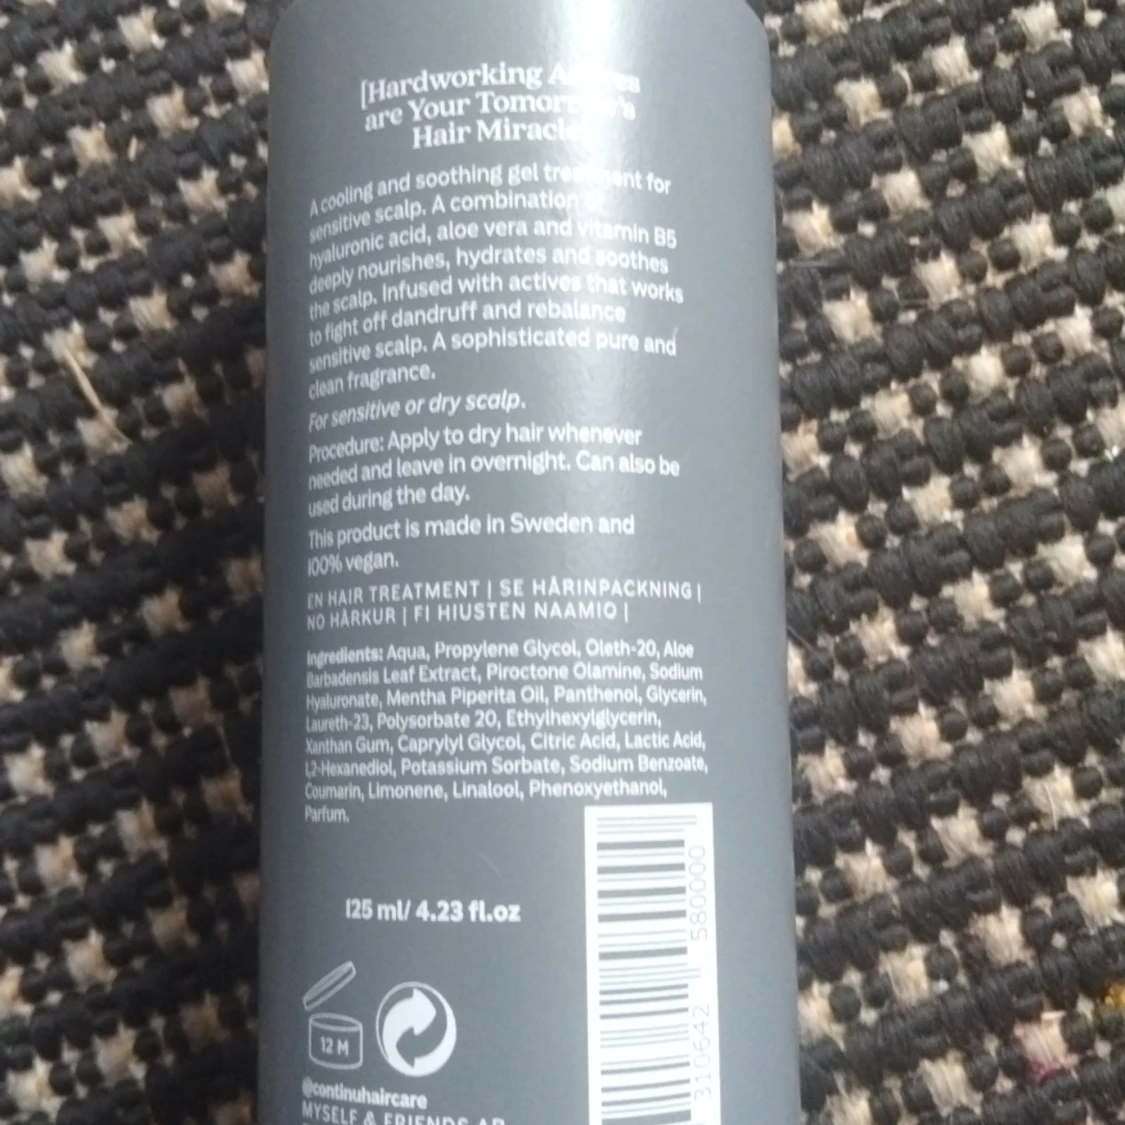 [Hardworking
are Your
Hair
A cooling and soothing gel treatment for
sensitive scalp. A combination
hyaluronic acid, aloe vera and vitamin B5
deeply nourishes, hydrates and soothes
the scalp. Infused with actives that works
to fight off dandruff and rebalance
sensitive scalp. A sophisticated pure and
clean fragrance.
For sensitive or dry scalp.
Procedure: Apply to dry hair whenever
needed and leave in overnight. Can also be
used during the day.
This product is made in Sweden and
100% vegan.
EN HAIR TREATMENT | SE HÅRINPACKNING |
NO HÅRKUR | FI HIUSTEN NAAMIO |
Ingredients: Aqua, Propylene Glycol, Oleth-20, Aloe
Barbadensis Leaf Extract, Piroctone Olamine, Sodium
Hyaluronate, Mentha Piperita Oil, Panthenol, Glycerin,
Laureth-23, Polysorbate 20, Ethylhexylglycerin,
Xanthan Gum, Caprylyl Glycol, Citric Acid, Lactic Acid,
1,2-Hexanediol, Potassium Sorbate, Sodium Benzoate,
Coumarin, Limonene, Linalool, Phenoxyethanol,
Parfum.
125 ml/ 4.23 fl.oz
12 M
@continuhaircare
MYSELF & FRIENDS AB
310642 580000